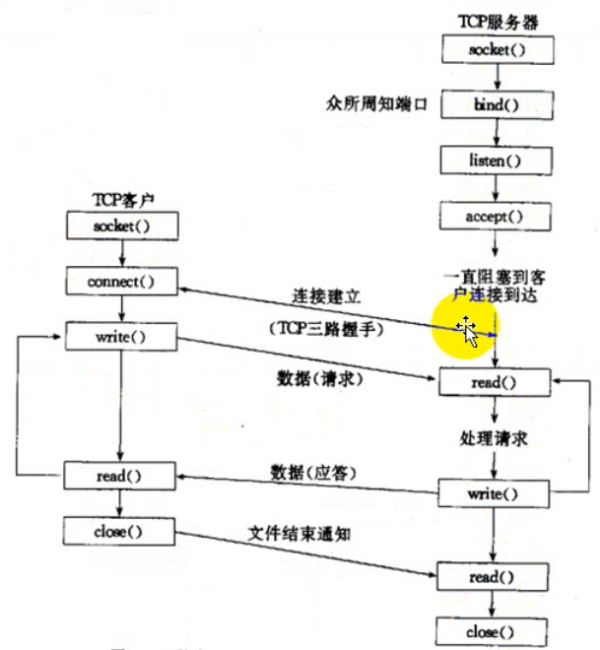 TCP服务器
socket()
众所周知端口
bind()
listen()
accept()
一直阻塞到客
户连接到达
TCP客户
socket()
connect()
连接建立
(TCP三路握手)
write()
数据(请求)
read()
处理请求
数据(应答)
read()
write()
close()
文件结束通知
read()
close()